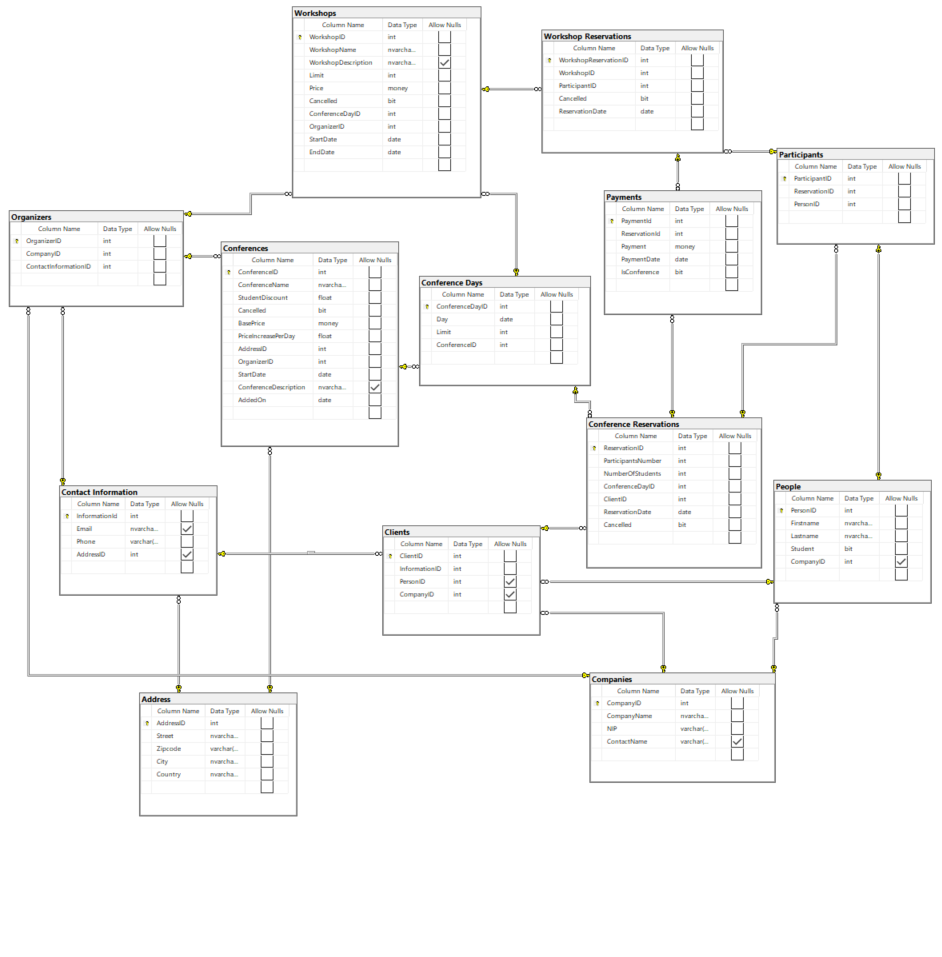 Workshops
Column Name Data Type Allow Nulls
WorkshopID int
WorkshopName nvarcha...
WorkshopDescription nvarcha...
Limit int
Price money
Cancelled bit
ConferenceDayID int
OrganizerID int
StartDate date
EndDate date
Workshop Reservations
Column Name Data Type Allow Nulls
WorkshopReservationID int
WorkshopID int
ParticipantID int
Cancelled bit
ReservationDate date
Participants
Column Name Data Type Allow Nulls
ParticipantID int
ReservationID int
PersonID int
Payments
Column Name Data Type Allow Nulls
PaymentId int
ReservationId int
Payment money
PaymentDate date
IsConference bit
Organizers
Column Name Data Type Allow Nulls
OrganizerID int
CompanyID int
ContactInformationID int
Conferences
Column Name Data Type Allow Nulls
ConferenceID int
ConferenceName nvarcha...
StudentDiscount float
Cancelled bit
BasePrice money
PriceIncreasePerDay float
AddressID int
OrganizerID int
StartDate date
ConferenceDescription nvarcha...
AddedOn date
Conference Days
Column Name Data Type Allow Nulls
ConferenceDayID int
Day date
Limit int
ConferenceID int
Conference Reservations
Column Name Data Type Allow Nulls
ReservationID int
ParticipantsNumber int
NumberOfStudents int
ConferenceDayID int
ClientID int
ReservationDate date
Cancelled bit
People
Column Name Data Type Allow Nulls
PersonID int
Firstname nvarcha...
Lastname nvarcha...
Student bit
CompanyID int
Contact Information
Column Name Data Type Allow Nulls
InformationId int
Email nvarcha...
Phone varchar(...
AddressID int
Clients
Column Name Data Type Allow Nulls
ClientID int
InformationID int
PersonID int
CompanyID int
Companies
Column Name Data Type Allow Nulls
CompanyID int
CompanyName nvarcha...
NIP varchar(...
ContactName varchar(...
Address
Column Name Data Type Allow Nulls
AddressID int
Street nvarcha...
Zipcode varchar(...
City nvarcha...
Country nvarcha...